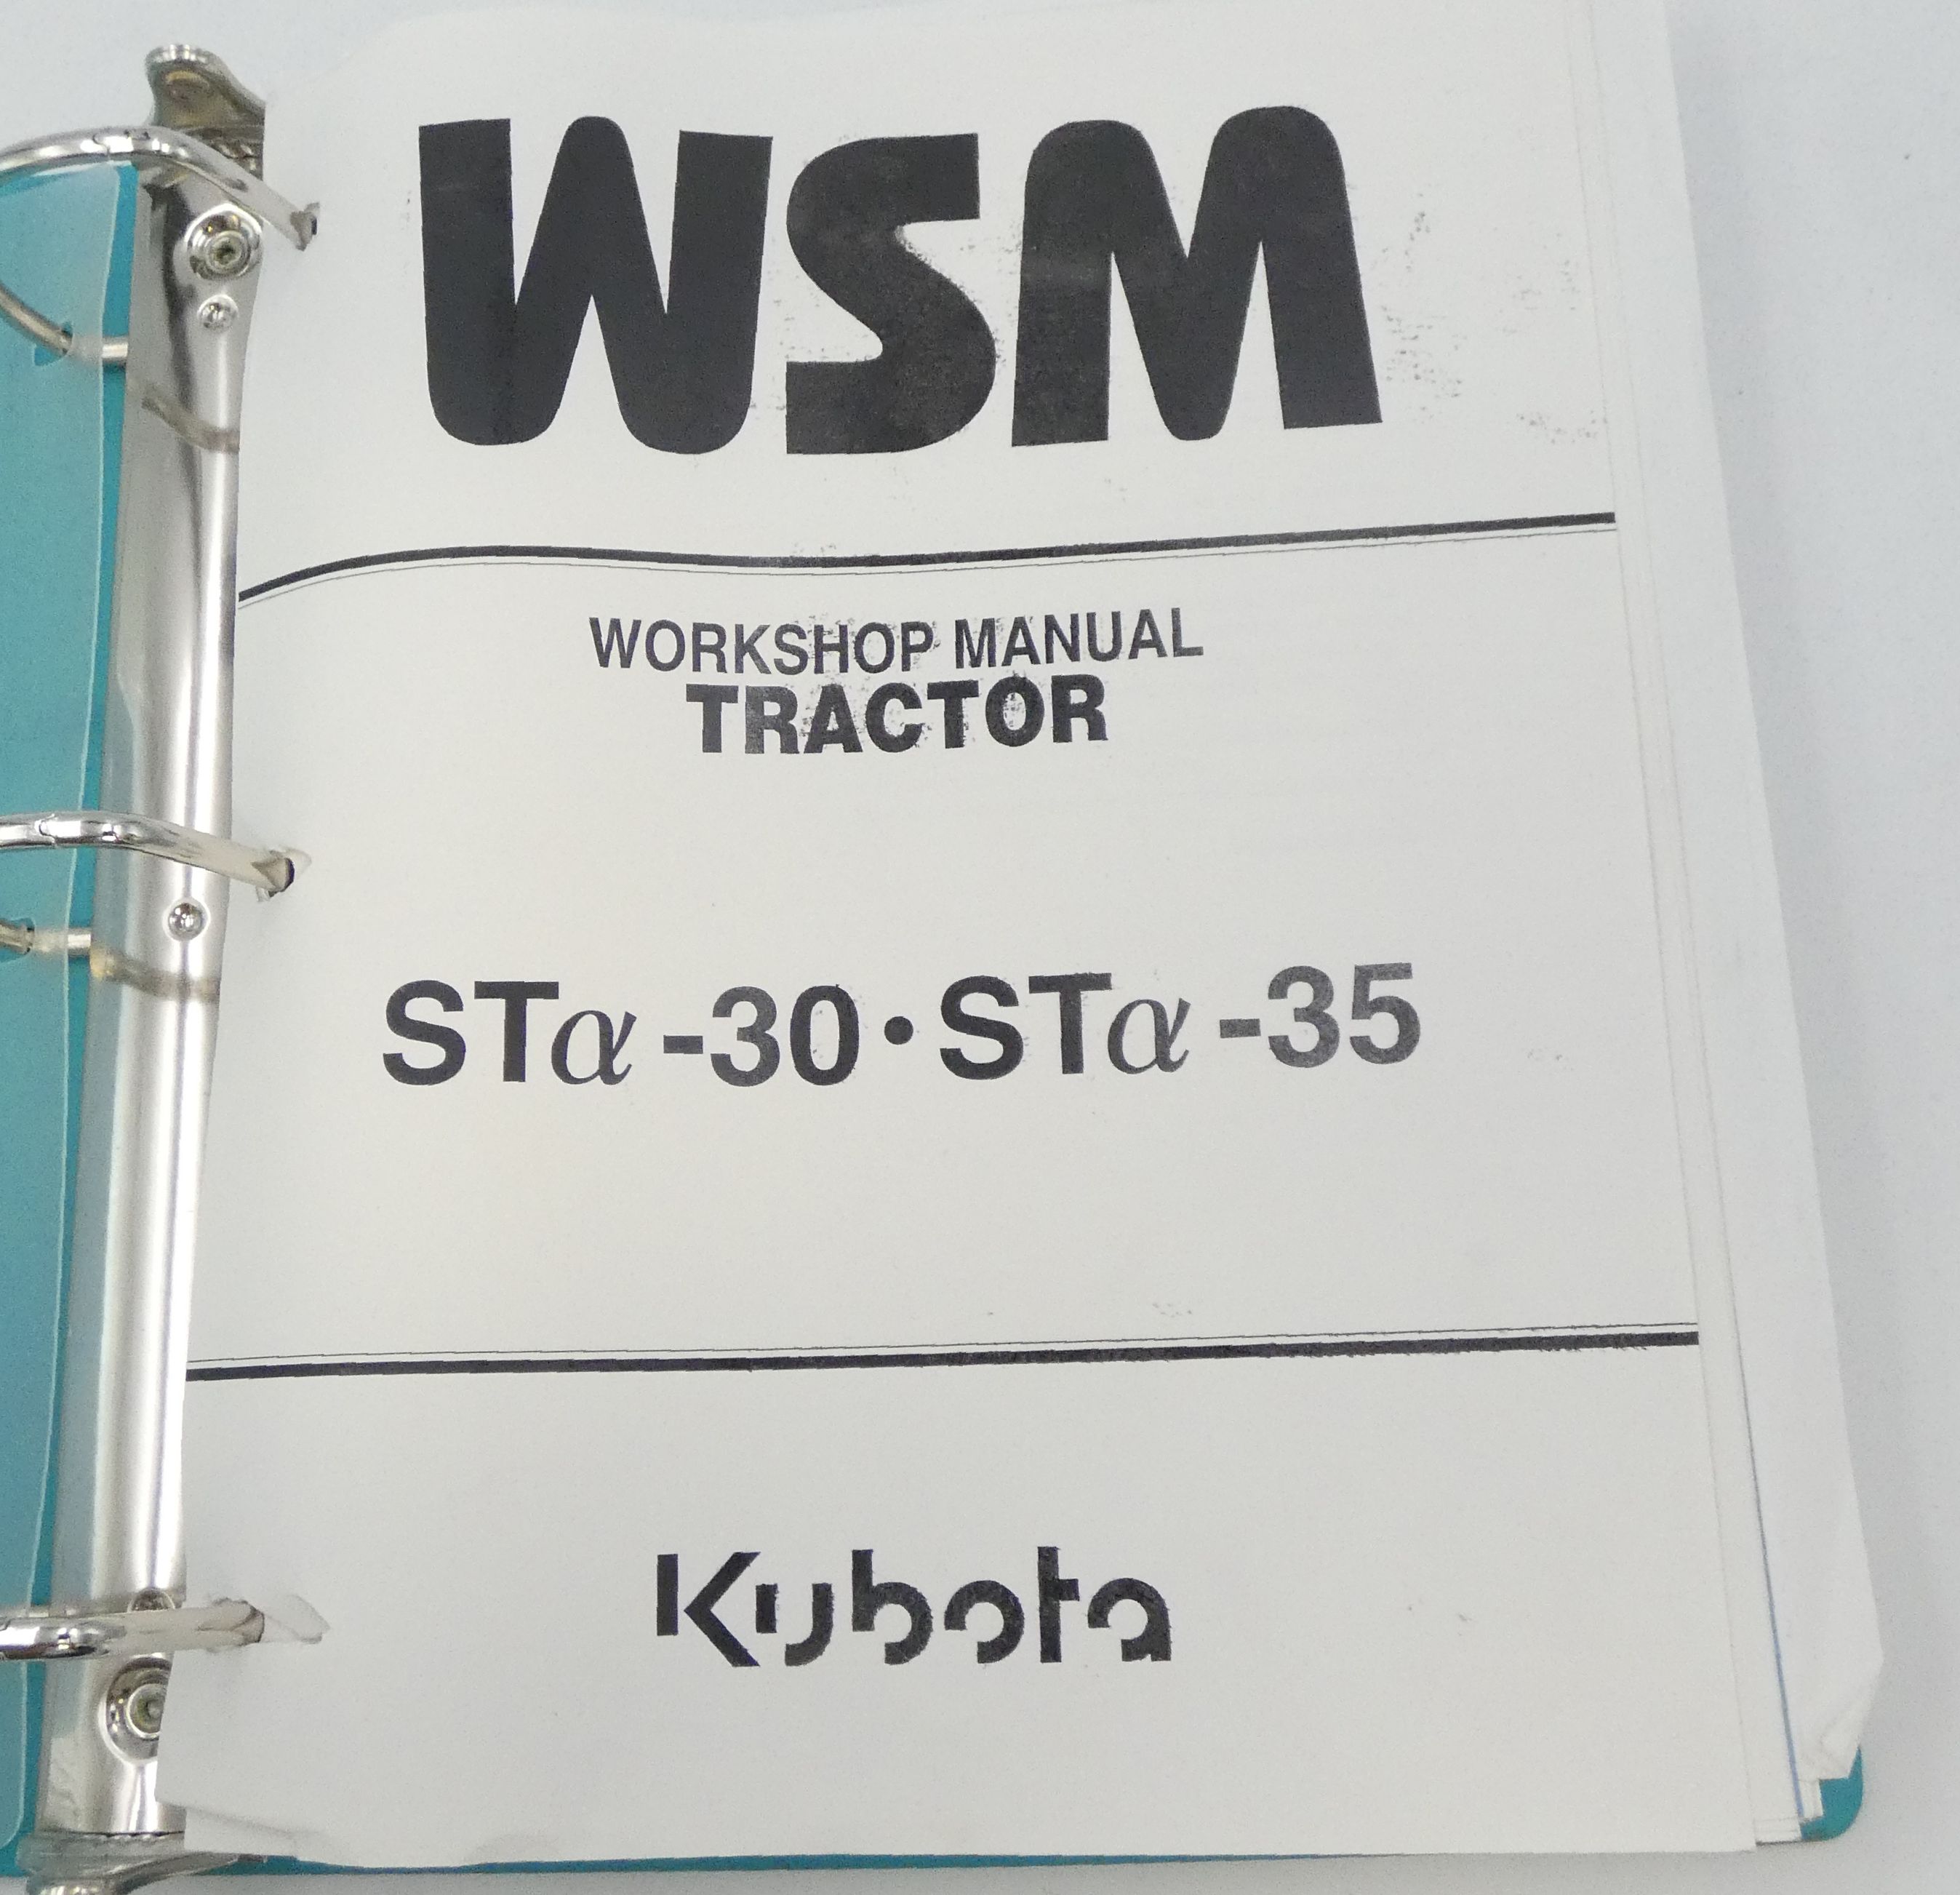 WSM
WORKSHOP MANUAL
TRACTOR
STα-30・STα-35
Kubota